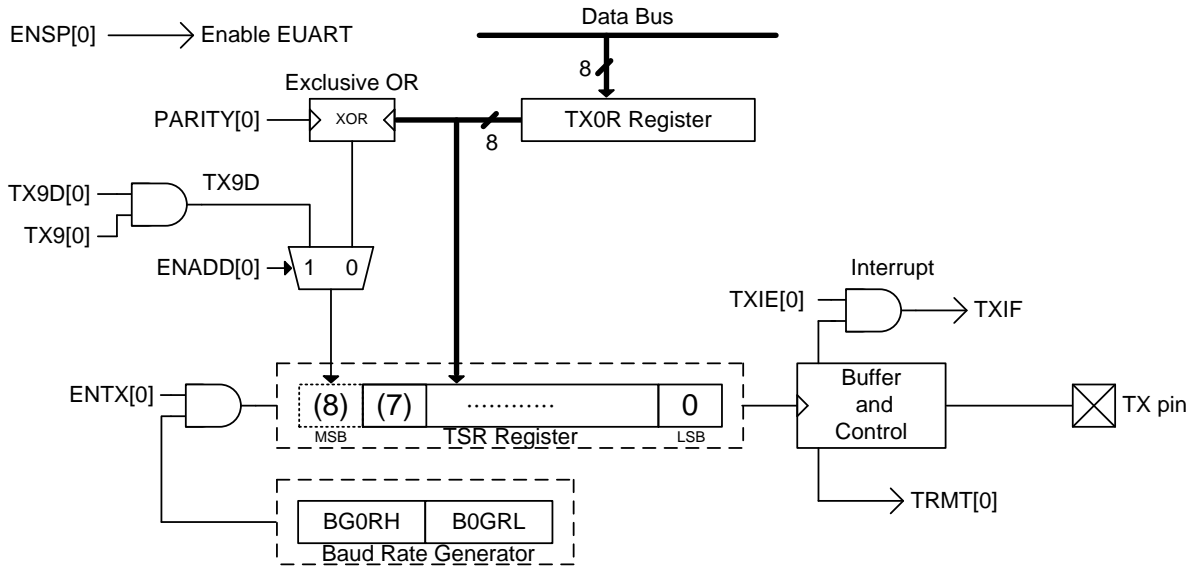 Data Bus
ENSP[0]
Enable EUART
8
Exclusive OR
PARITY[0]
XOR
8
TX0R Register
TX9D[0]
TX9D
TX9[0]
ENADD[0]
1 0
Interrupt
TXIE[0]
TXIF
ENTX[0]
(8) (7) ............ 0
MSB
TSR Register
LSB
Buffer
and
Control
TX pin
TRMT[0]
BG0RH B0GRL
Baud Rate Generator